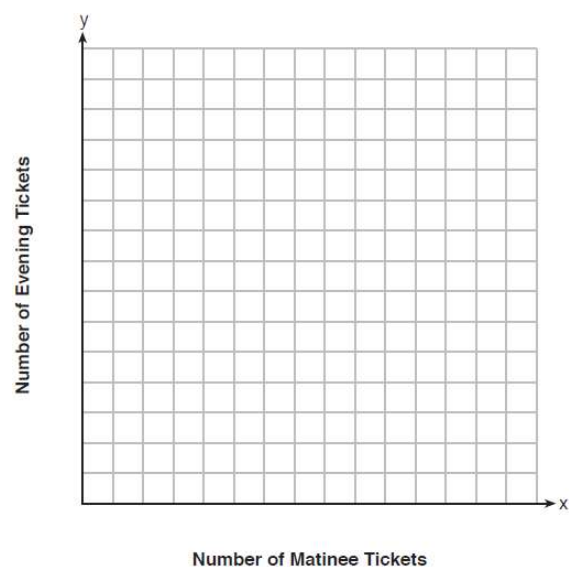 y
Number of Evening Tickets
x
Number of Matinee Tickets